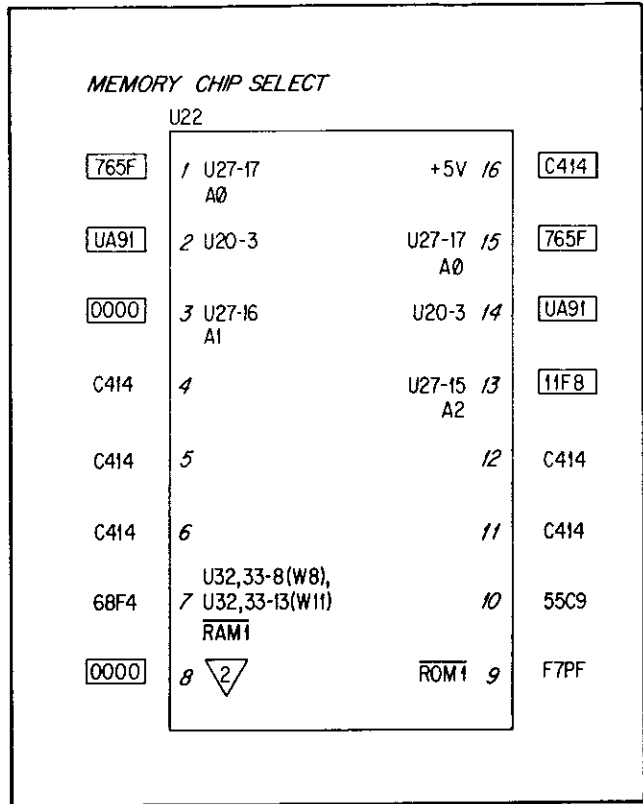 MEMORY CHIP SELECT
U22
765F 1 U27-17 +5V 16 C414
A0
UA91 2 U20-3 U27-17 15 765F
A0
0000 3 U27-16 U20-3 14 UA91
A1
C414 4 U27-15 13 11F8
A2
C414 5 12 C414
C414 6 11 C414
U32,33-8(W8),
68F4 7 U32,33-13(W11) 10 55C9
RAM1
0000 8 2 ROM1 9 F7PF